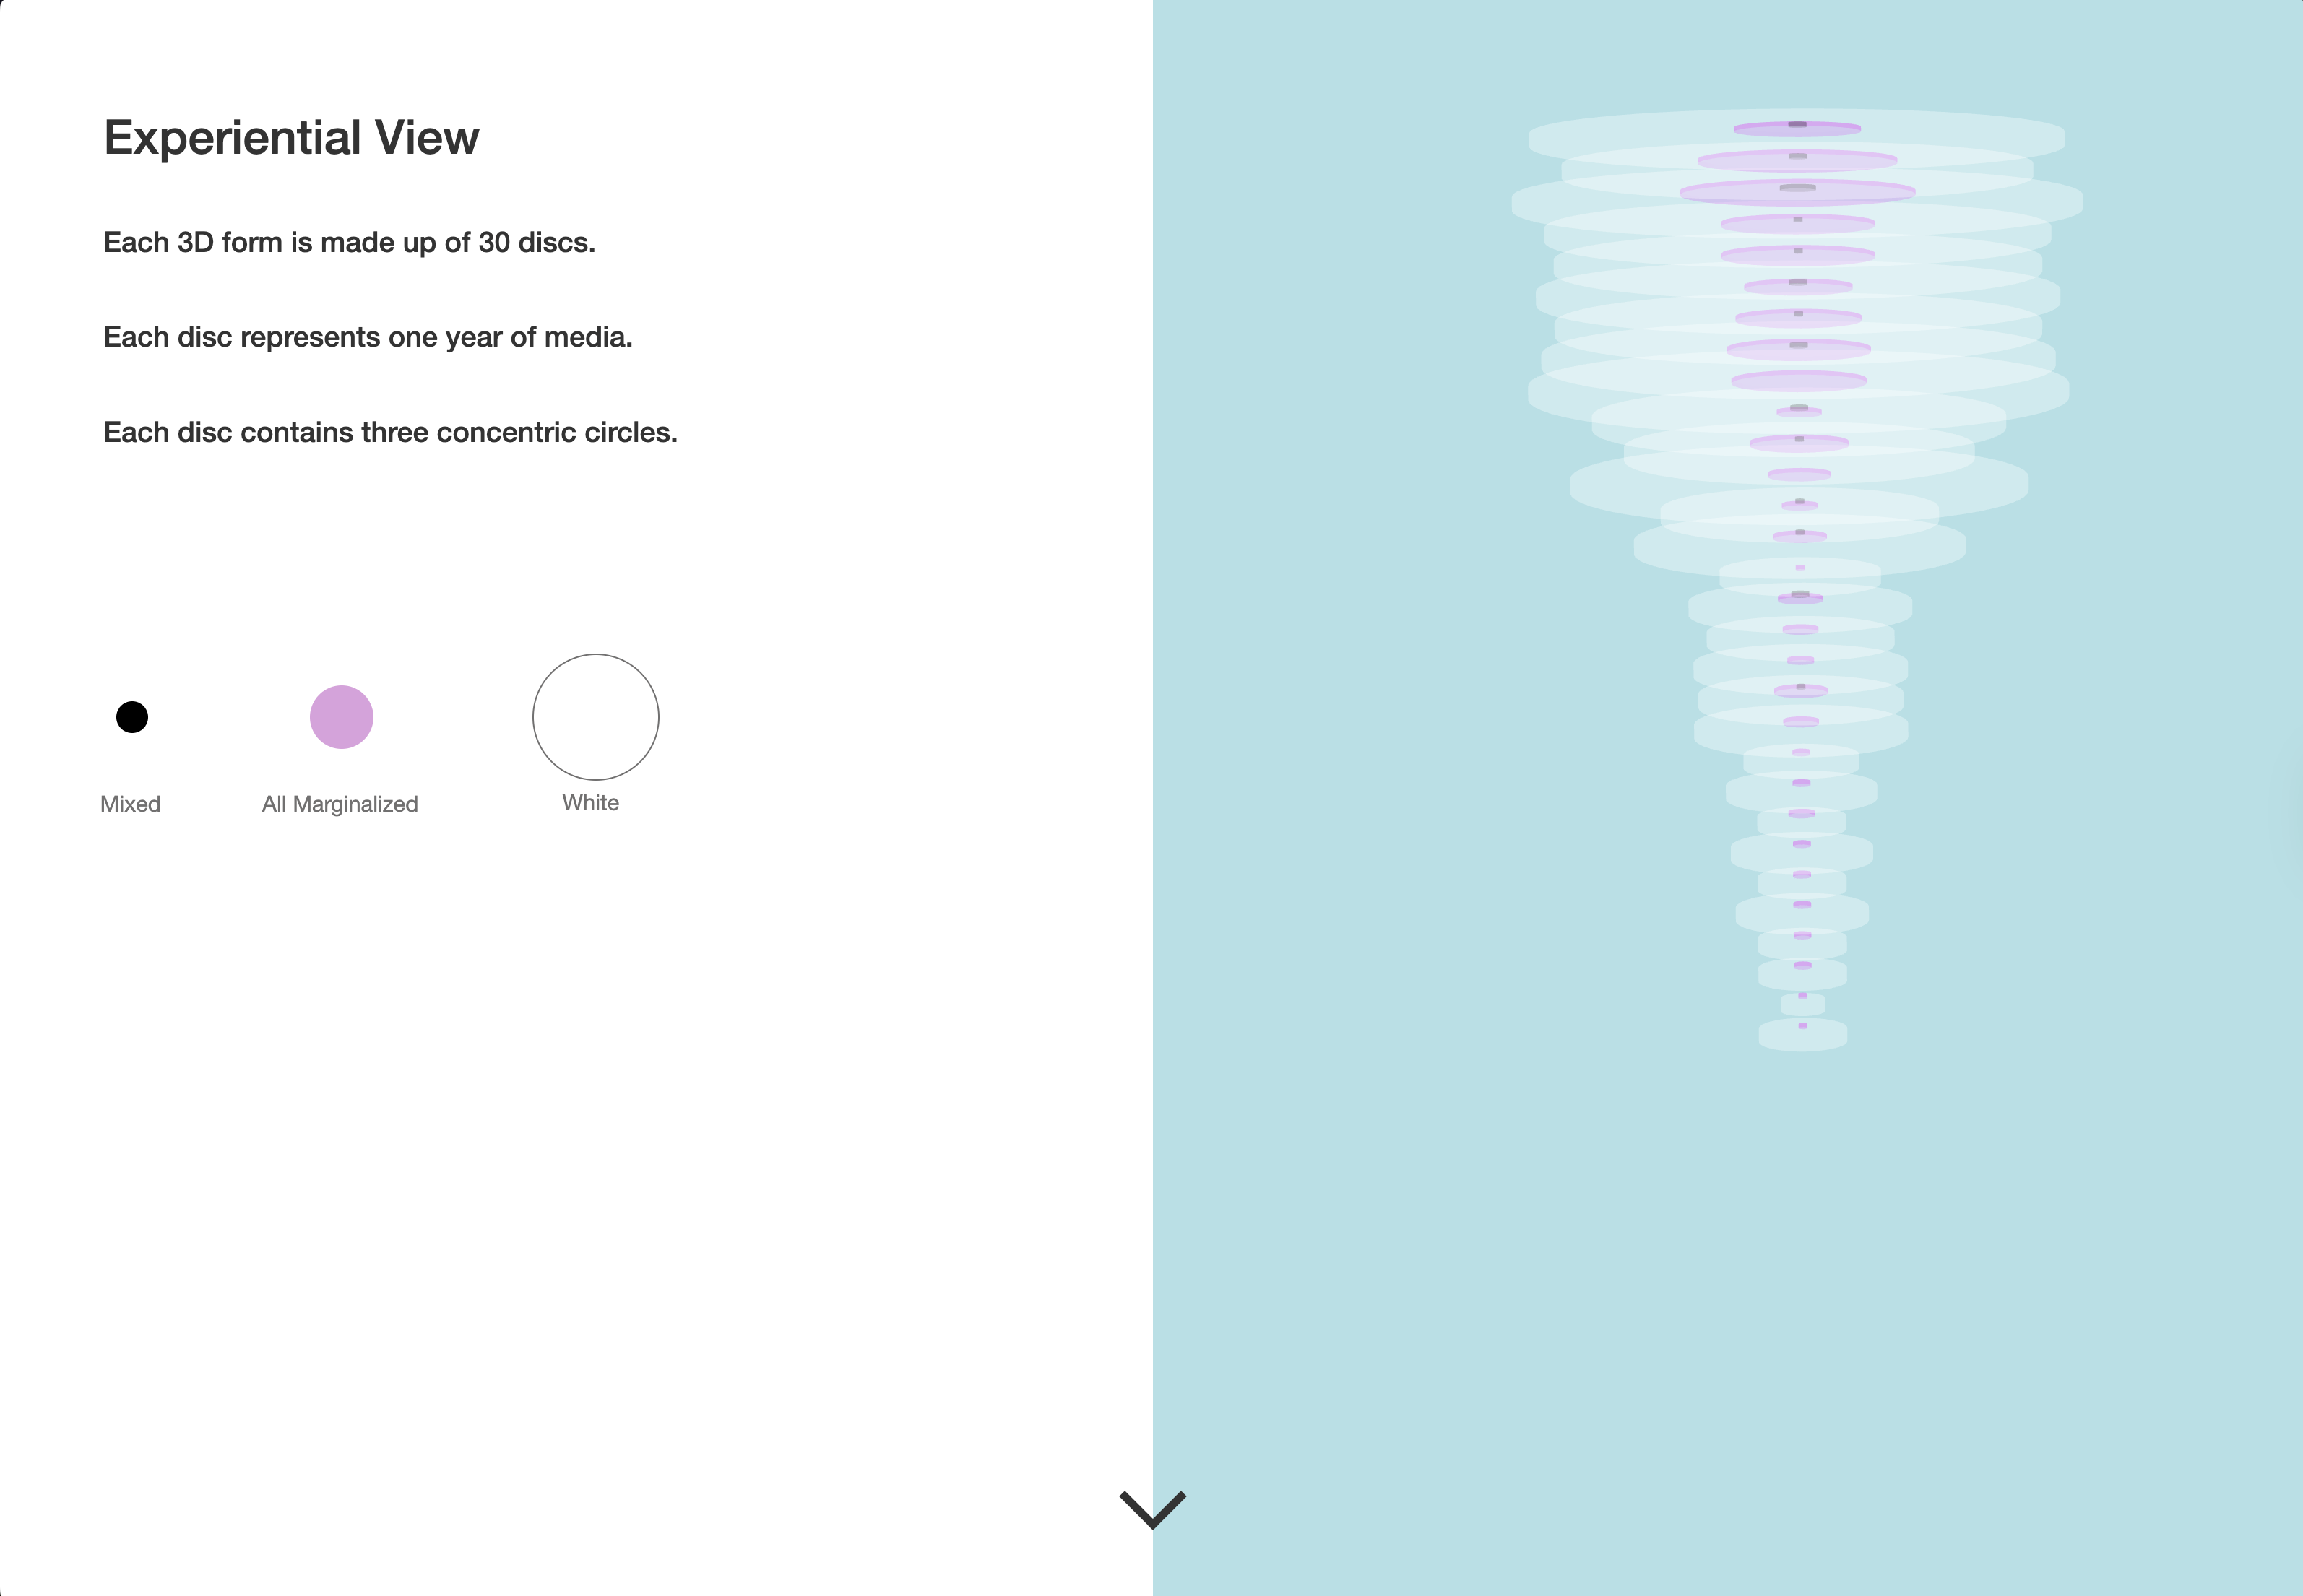 Experiential View
Each 3D form is made up of 30 discs.
Each disc represents one year of media.
Each disc contains three concentric circles.
Mixed
All Marginalized
White